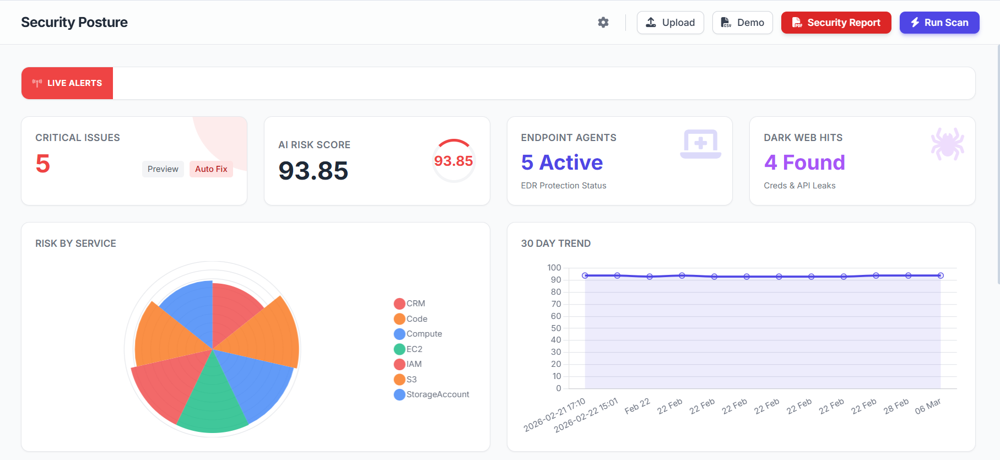 Security Posture
Upload
Demo
Security Report
Run Scan
LIVE ALERTS
CRITICAL ISSUES
5
Preview
Auto Fix
AI RISK SCORE
93.85
93.85
ENDPOINT AGENTS
5 Active
EDR Protection Status
DARK WEB HITS
4 Found
Creds & API Leaks
RISK BY SERVICE
CRM
Code
Compute
EC2
IAM
S3
StorageAccount
30 DAY TREND
100
90
80
70
60
50
40
30
20
10
0
2026-02-21 17:10
2026-02-22 15:01
Feb 22
22 Feb
22 Feb
22 Feb
22 Feb
22 Feb
22 Feb
22 Feb
28 Feb
06 Mar